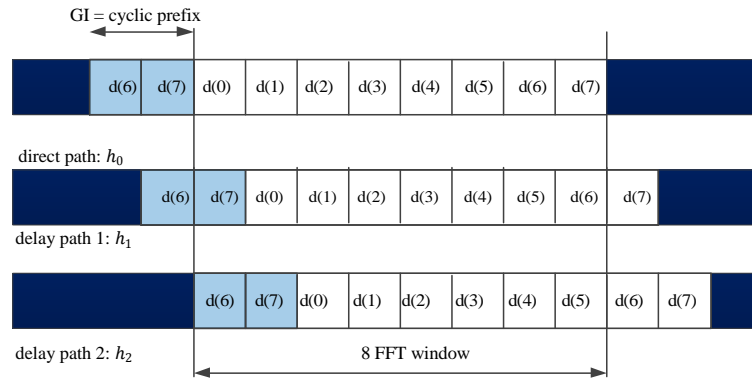 GI = cyclic prefix
d(6) d(7) d(0) d(1) d(2) d(3) d(4) d(5) d(6) d(7)
direct path: h₀
d(6) d(7) d(0) d(1) d(2) d(3) d(4) d(5) d(6) d(7)
delay path 1: h₁
d(6) d(7) d(0) d(1) d(2) d(3) d(4) d(5) d(6) d(7)
delay path 2: h₂
8 FFT window